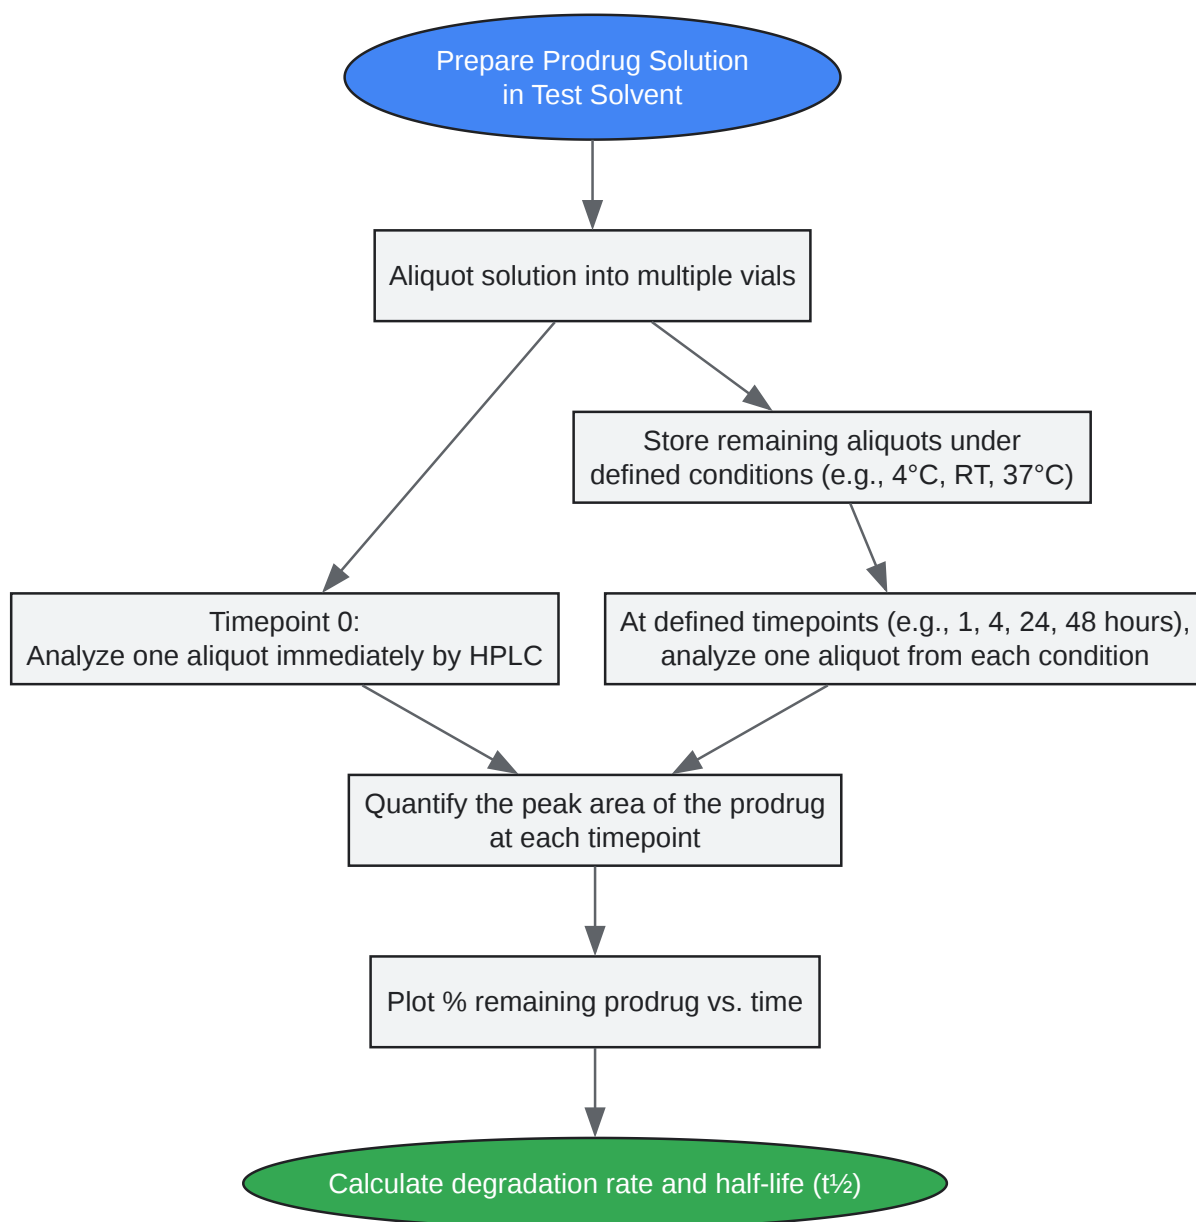 Prepare Prodrug Solution
in Test Solvent
Aliquot solution into multiple vials
Store remaining aliquots under
defined conditions (e.g., 4°C, RT, 37°C)
Timepoint 0:
Analyze one aliquot immediately by HPLC
At defined timepoints (e.g., 1, 4, 24, 48 hours),
analyze one aliquot from each condition
Quantify the peak area of the prodrug
at each timepoint
Plot % remaining prodrug vs. time
Calculate degradation rate and half-life (t½)